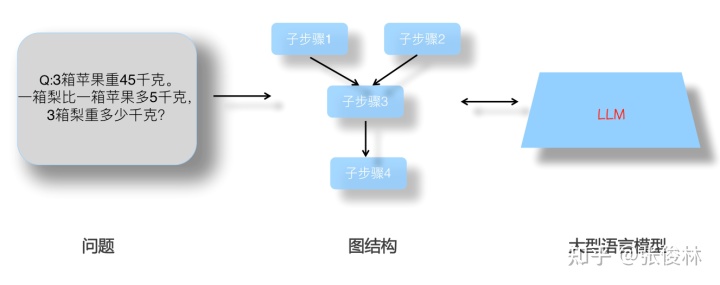 Q:3箱苹果重45千克。
一箱梨比一箱苹果多5千克,
3箱梨重多少千克?
子步骤1
子步骤2
子步骤3
子步骤4
LLM
问题
图结构
大型语言模型
知乎 @张俊林